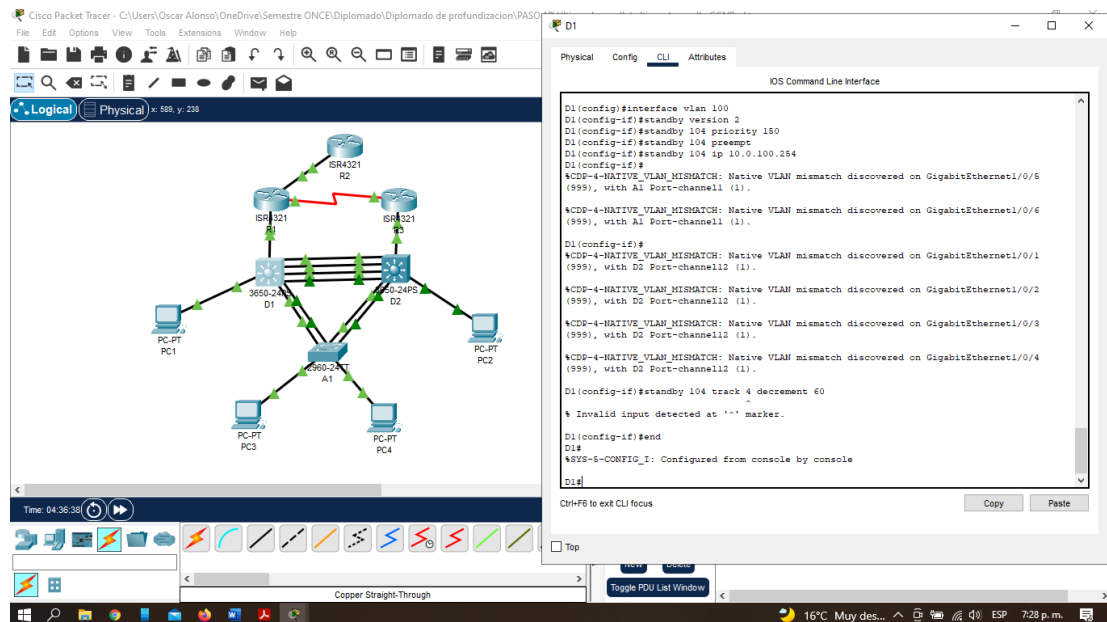 Cisco Packet Tracer - C:\Users\Oscar Alonso\OneDrive\Semestre ONCE\Diplomado\Diplomado de profundizacion\PASO
File Edit Options View Tools Extensions Window Help
Logical Physical x: 589, y: 238
ISR4321
R2
ISR4321
R1
ISR4321
R3
3650-24PS
D1
3650-24PS
D2
PC-PT
PC1
PC-PT
PC2
2960-24TT
A1
PC-PT
PC3
PC-PT
PC4
Time: 04:36:38
Copper Straight-Through
New Delete
Toggle PDU List Window
D1
Physical Config CLI Attributes
IOS Command Line Interface
D1(config)#interface vlan 100
D1(config-if)#standby version 2
D1(config-if)#standby 104 priority 150
D1(config-if)#standby 104 preempt
D1(config-if)#standby 104 ip 10.0.100.254
D1(config-if)#
%CDP-4-NATIVE_VLAN_MISMATCH: Native VLAN mismatch discovered on GigabitEthernet1/0/5
(999), with A1 Port-channel1 (1).
%CDP-4-NATIVE_VLAN_MISMATCH: Native VLAN mismatch discovered on GigabitEthernet1/0/6
(999), with A1 Port-channel1 (1).
D1(config-if)#
%CDP-4-NATIVE_VLAN_MISMATCH: Native VLAN mismatch discovered on GigabitEthernet1/0/1
(999), with D2 Port-channel12 (1).
%CDP-4-NATIVE_VLAN_MISMATCH: Native VLAN mismatch discovered on GigabitEthernet1/0/2
(999), with D2 Port-channel12 (1).
%CDP-4-NATIVE_VLAN_MISMATCH: Native VLAN mismatch discovered on GigabitEthernet1/0/3
(999), with D2 Port-channel12 (1).
%CDP-4-NATIVE_VLAN_MISMATCH: Native VLAN mismatch discovered on GigabitEthernet1/0/4
(999), with D2 Port-channel12 (1).
D1(config-if)#standby 104 track 4 decrement 60
^
% Invalid input detected at '^' marker.
D1(config-if)#end
D1#
%SYS-5-CONFIG_I: Configured from console by console
D1#
Ctrl+F6 to exit CLI focus
Copy Paste
Top
16°C Muy des... ESP 7:28 p. m.